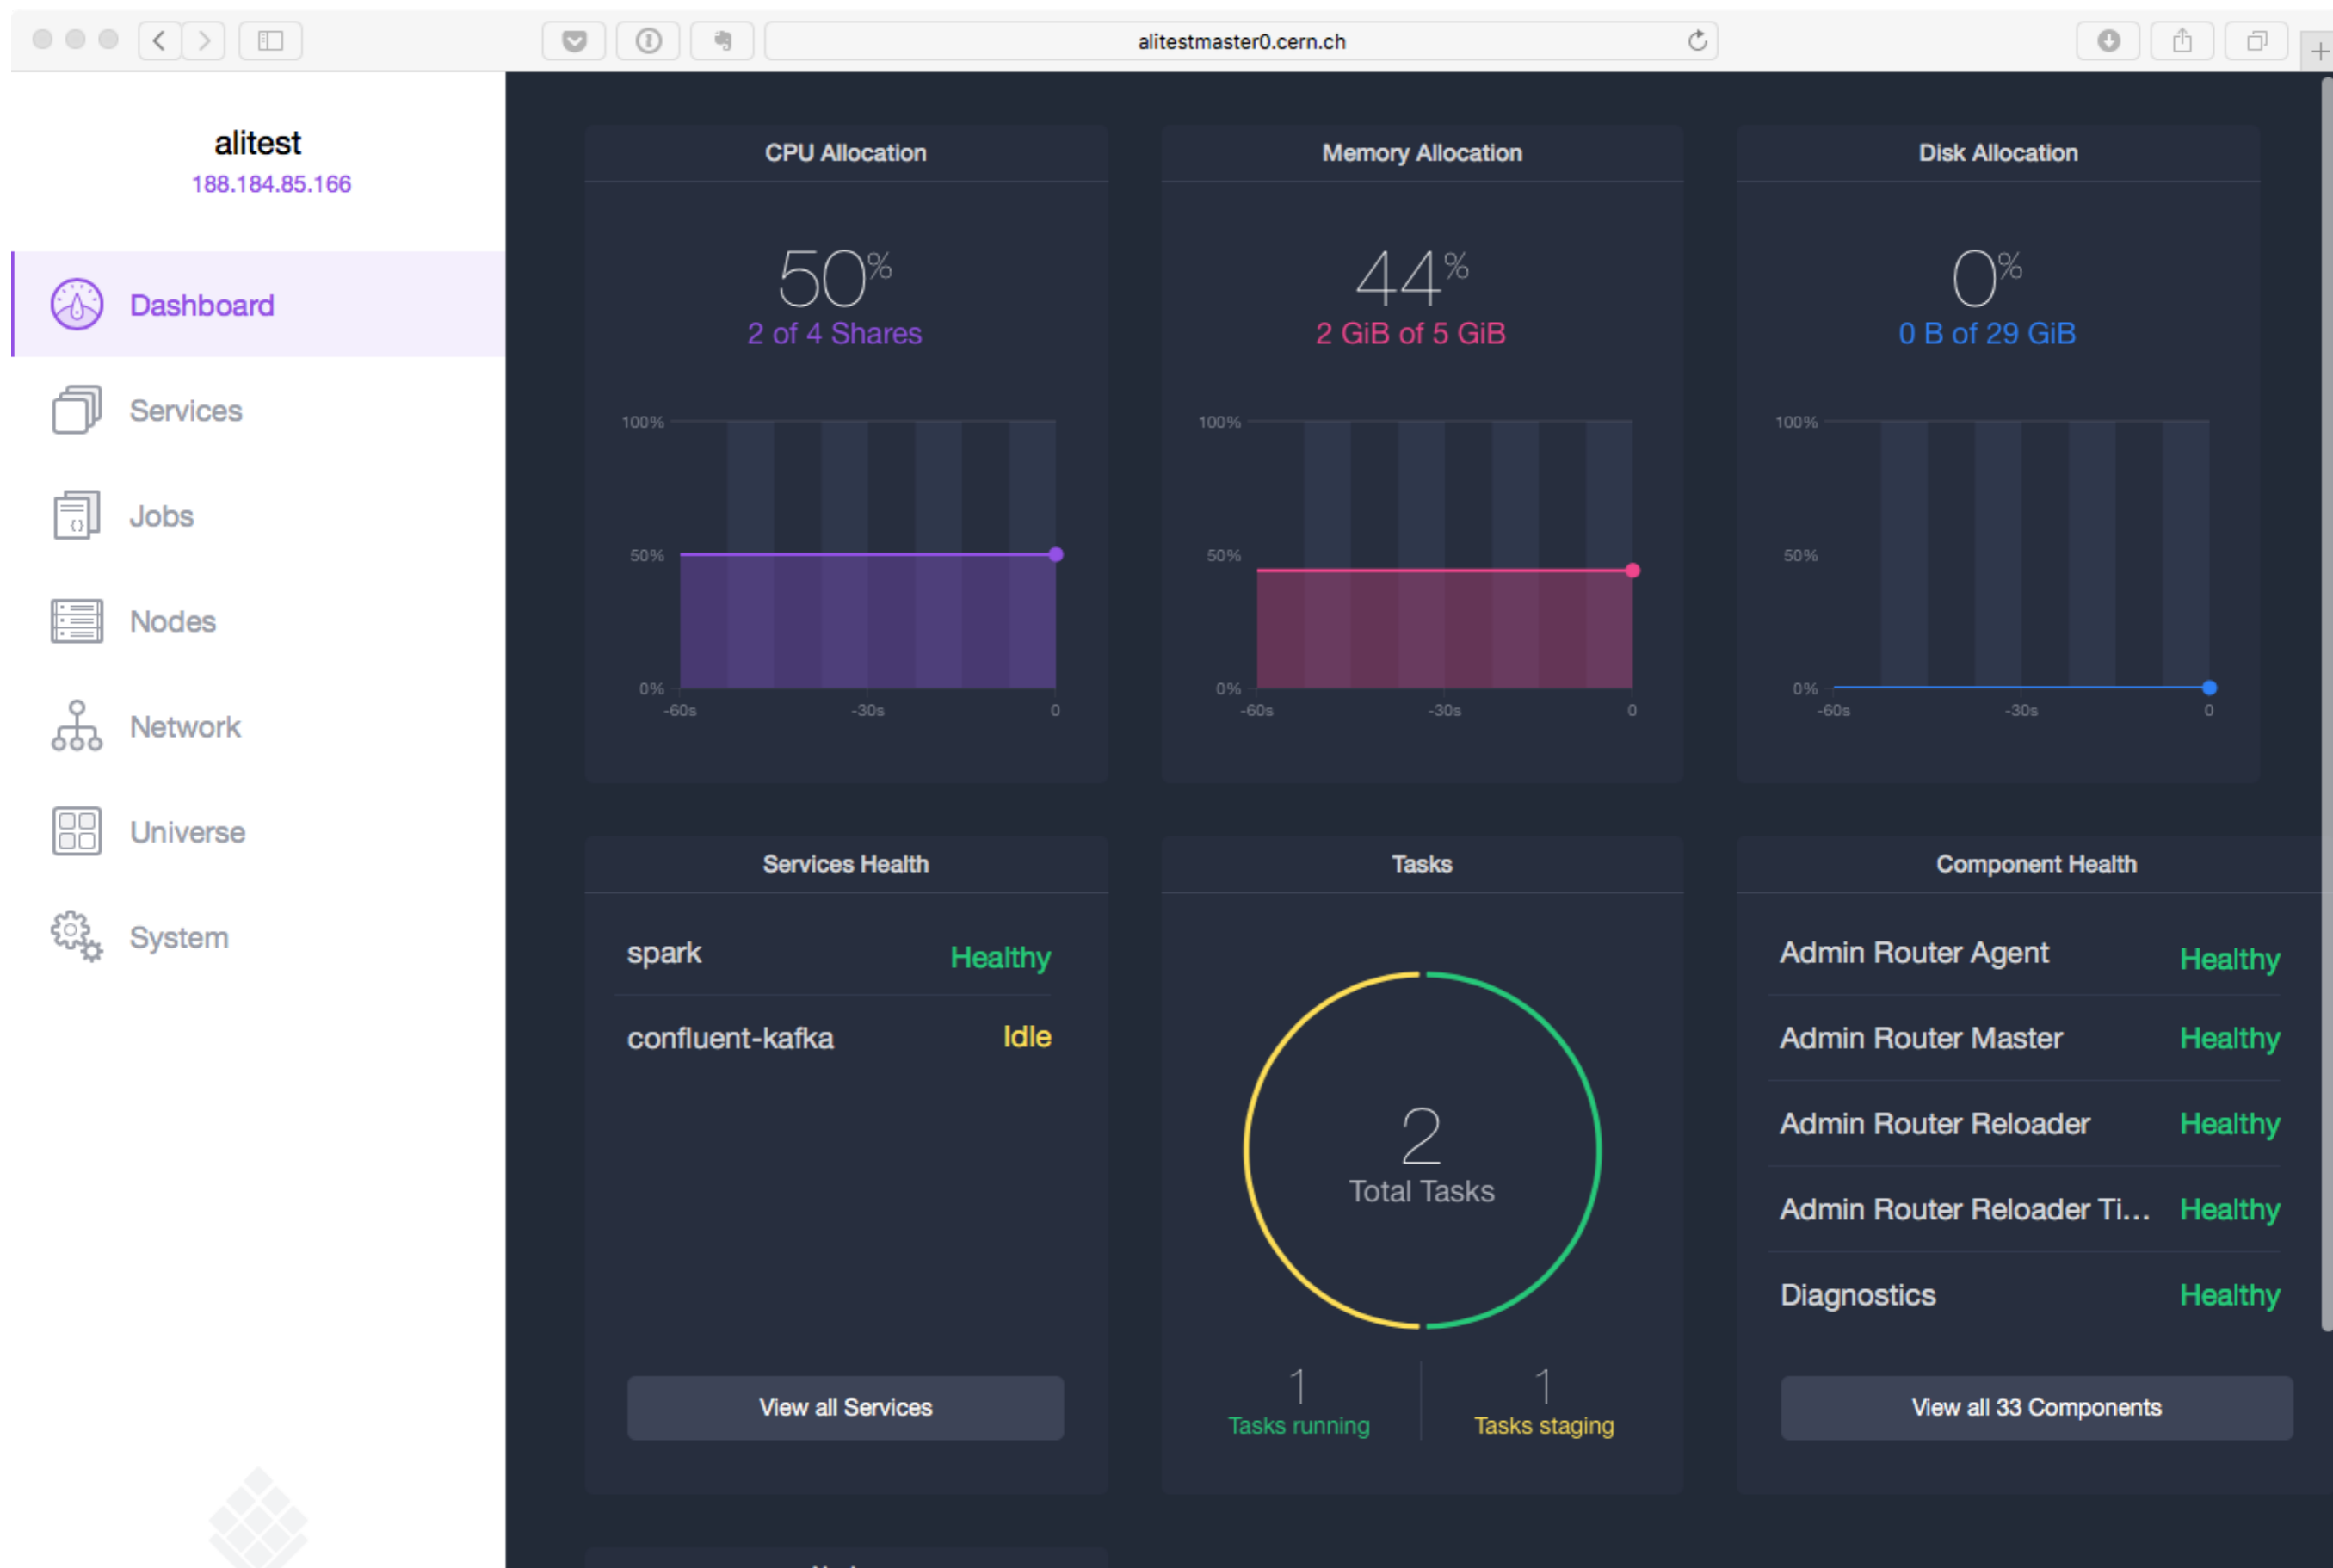 alitestmaster0.cern.ch
alitest
188.184.85.166
Dashboard
Services
Jobs
Nodes
Network
Universe
System
CPU Allocation
50%
2 of 4 Shares
100%
50%
0%
-60s -30s 0
Memory Allocation
44%
2 GiB of 5 GiB
100%
50%
0%
-60s -30s 0
Disk Allocation
0%
0 B of 29 GiB
100%
50%
0%
-60s -30s 0
Services Health
spark Healthy
confluent-kafka Idle
View all Services
Tasks
2
Total Tasks
1 1
Tasks running Tasks staging
Component Health
Admin Router Agent Healthy
Admin Router Master Healthy
Admin Router Reloader Healthy
Admin Router Reloader Ti... Healthy
Diagnostics Healthy
View all 33 Components